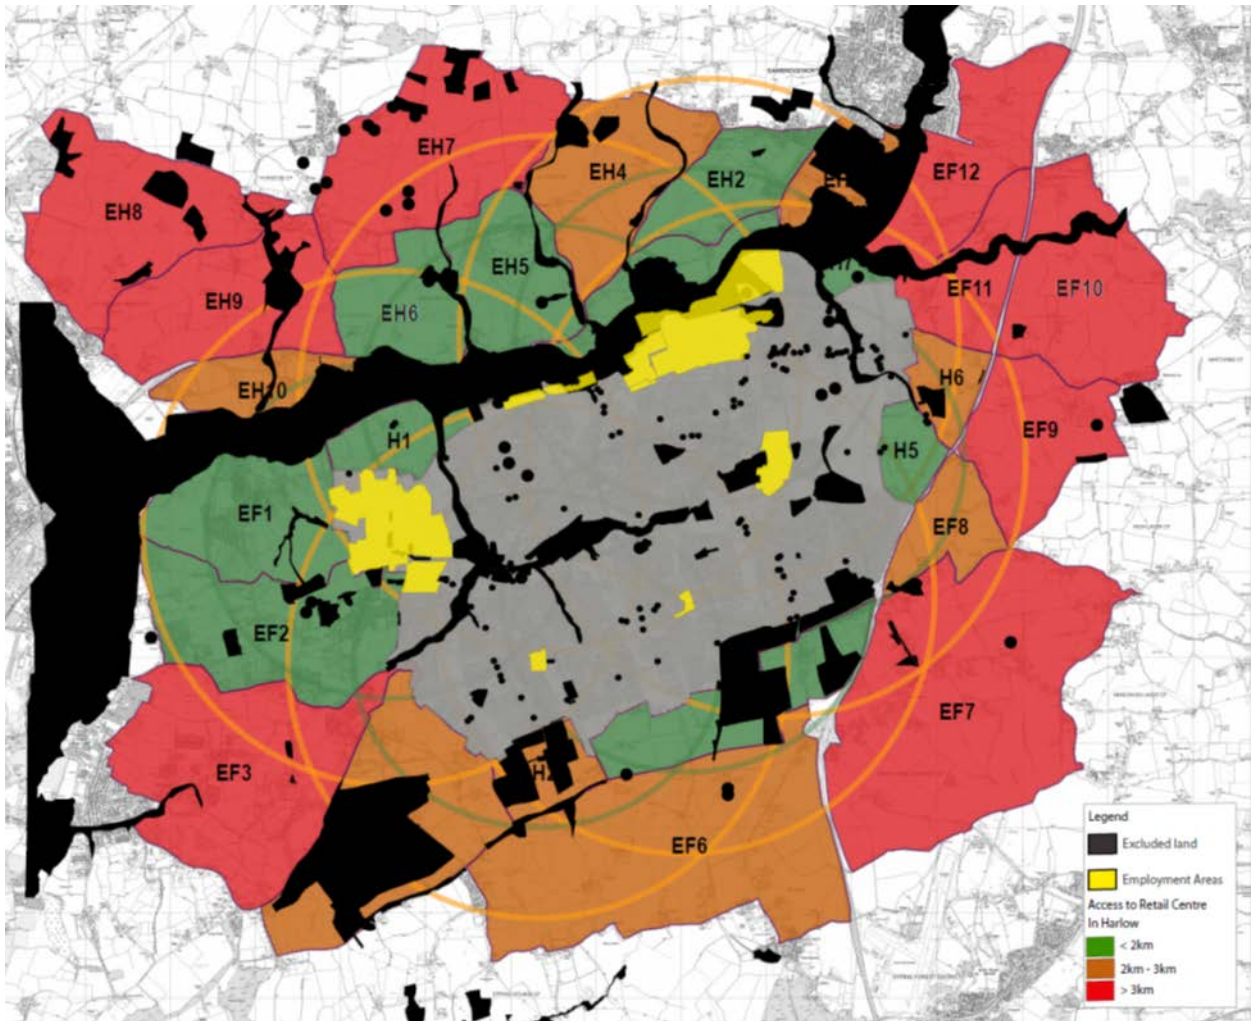 EH7
EH4
EH2
EF12
EH8
EH5
EH9
EH6
EF11
EF10
EH10
H6
H1
H5
EF9
EF1
EF8
EF2
EF7
EF3
EF6
Legend
Excluded land
Employment Areas
Access to Retail Centre
In Harlow
< 2km
2km - 3km
> 3km